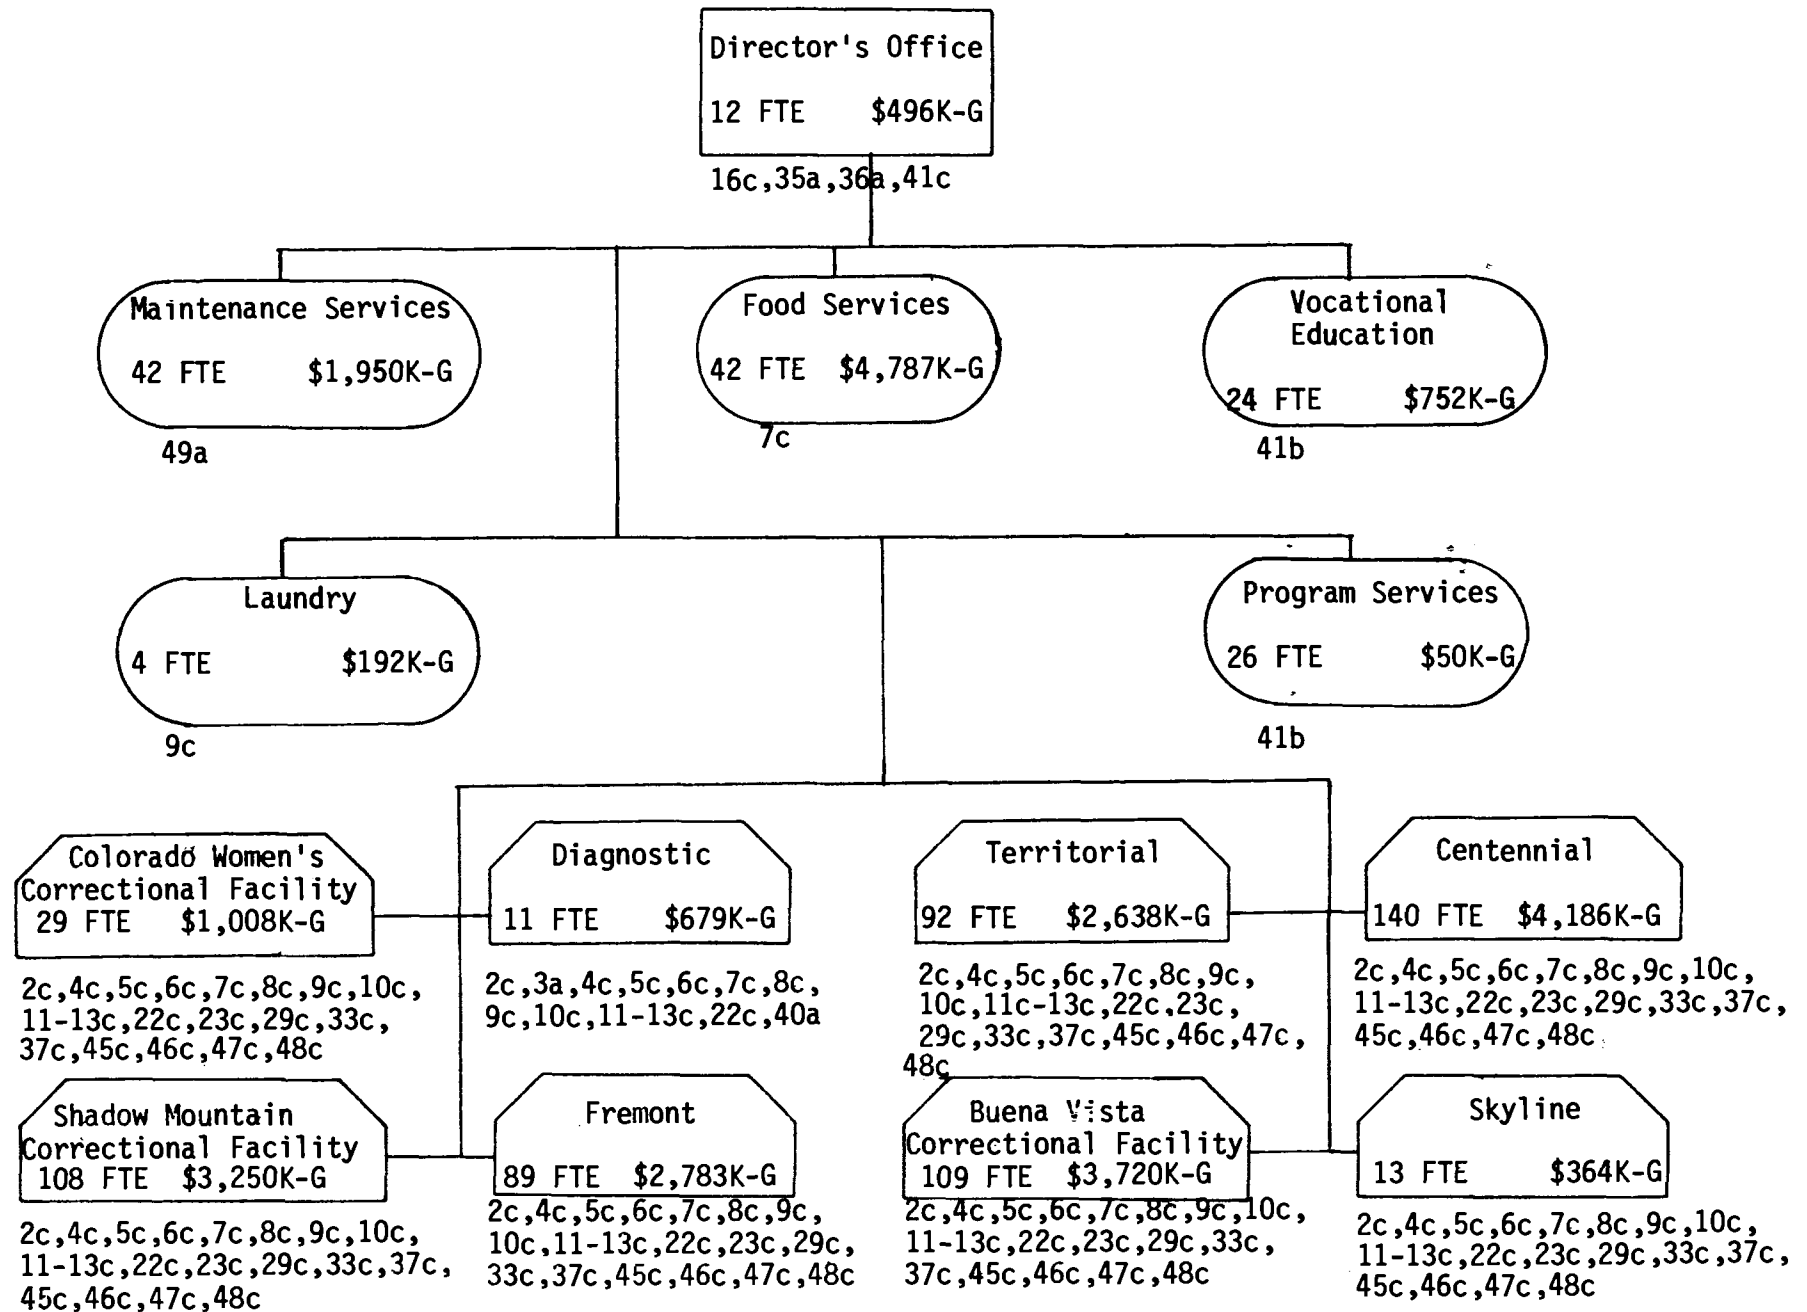 Director's Office
12 FTE $496K-G
16c,35a,36a,41c
Maintenance Services
42 FTE $1,950K-G
49a
Food Services
42 FTE $4,787K-G
7c
Vocational
Education
24 FTE $752K-G
41b
Laundry
4 FTE $192K-G
9c
Program Services
26 FTE $50K-G
41b
Colorado Women's
Correctional Facility
29 FTE $1,008K-G
2c,4c,5c,6c,7c,8c,9c,10c,
11-13c,22c,23c,29c,33c,
37c,45c,46c,47c,48c
Diagnostic
11 FTE $679K-G
2c,3a,4c,5c,6c,7c,8c,
9c,10c,11-13c,22c,40a
Territorial
92 FTE $2,638K-G
2c,4c,5c,6c,7c,8c,9c,
10c,11c-13c,22c,23c,
29c,33c,37c,45c,46c,47c,
48c
Centennial
140 FTE $4,186K-G
2c,4c,5c,6c,7c,8c,9c,10c,
11-13c,22c,23c,29c,33c,37c,
45c,46c,47c,48c
Shadow Mountain
Correctional Facility
108 FTE $3,250K-G
2c,4c,5c,6c,7c,8c,9c,10c,
11-13c,22c,23c,29c,33c,37c,
45c,46c,47c,48c
Fremont
89 FTE $2,783K-G
2c,4c,5c,6c,7c,8c,9c,
10c,11-13c,22c,23c,29c,
33c,37c,45c,46c,47c,48c
Buena Vista
Correctional Facility
109 FTE $3,720K-G
2c,4c,5c,6c,7c,8c,9c,10c,
11-13c,22c,23c,29c,33c,
37c,45c,46c,47c,48c
Skyline
13 FTE $364K-G
2c,4c,5c,6c,7c,8c,9c,10c,
11-13c,22c,23c,29c,33c,37c,
45c,46c,47c,48c